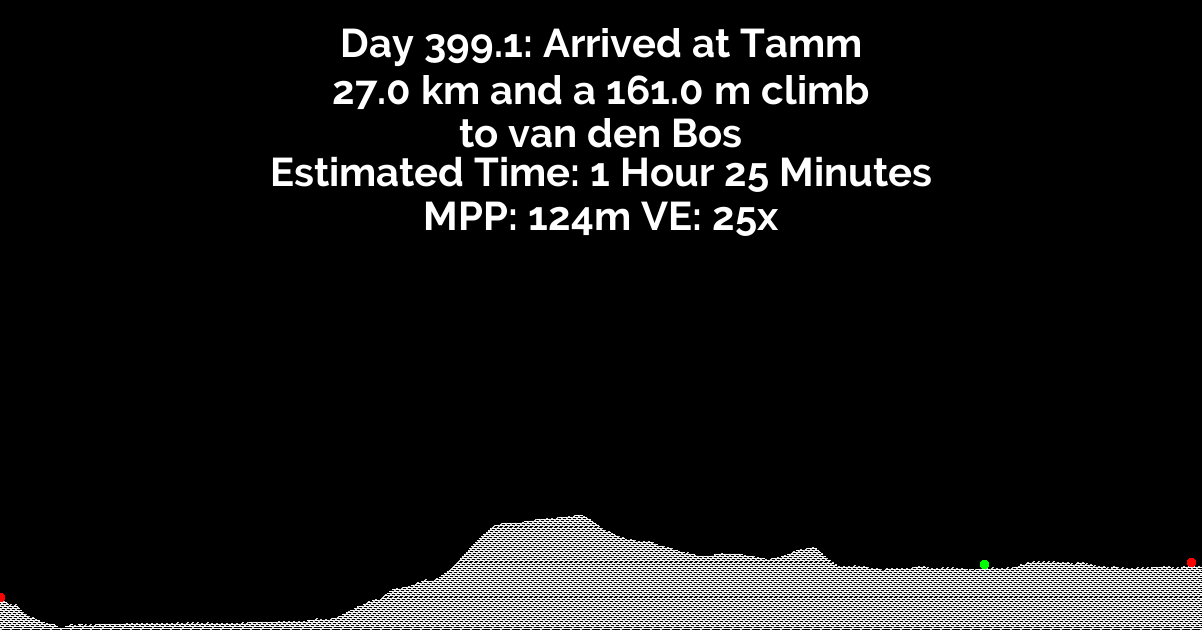 Day 399.1: Arrived at Tamm
27.0 km and a 161.0 m climb
to van den Bos
Estimated Time: 1 Hour 25 Minutes
MPP: 124m VE: 25x